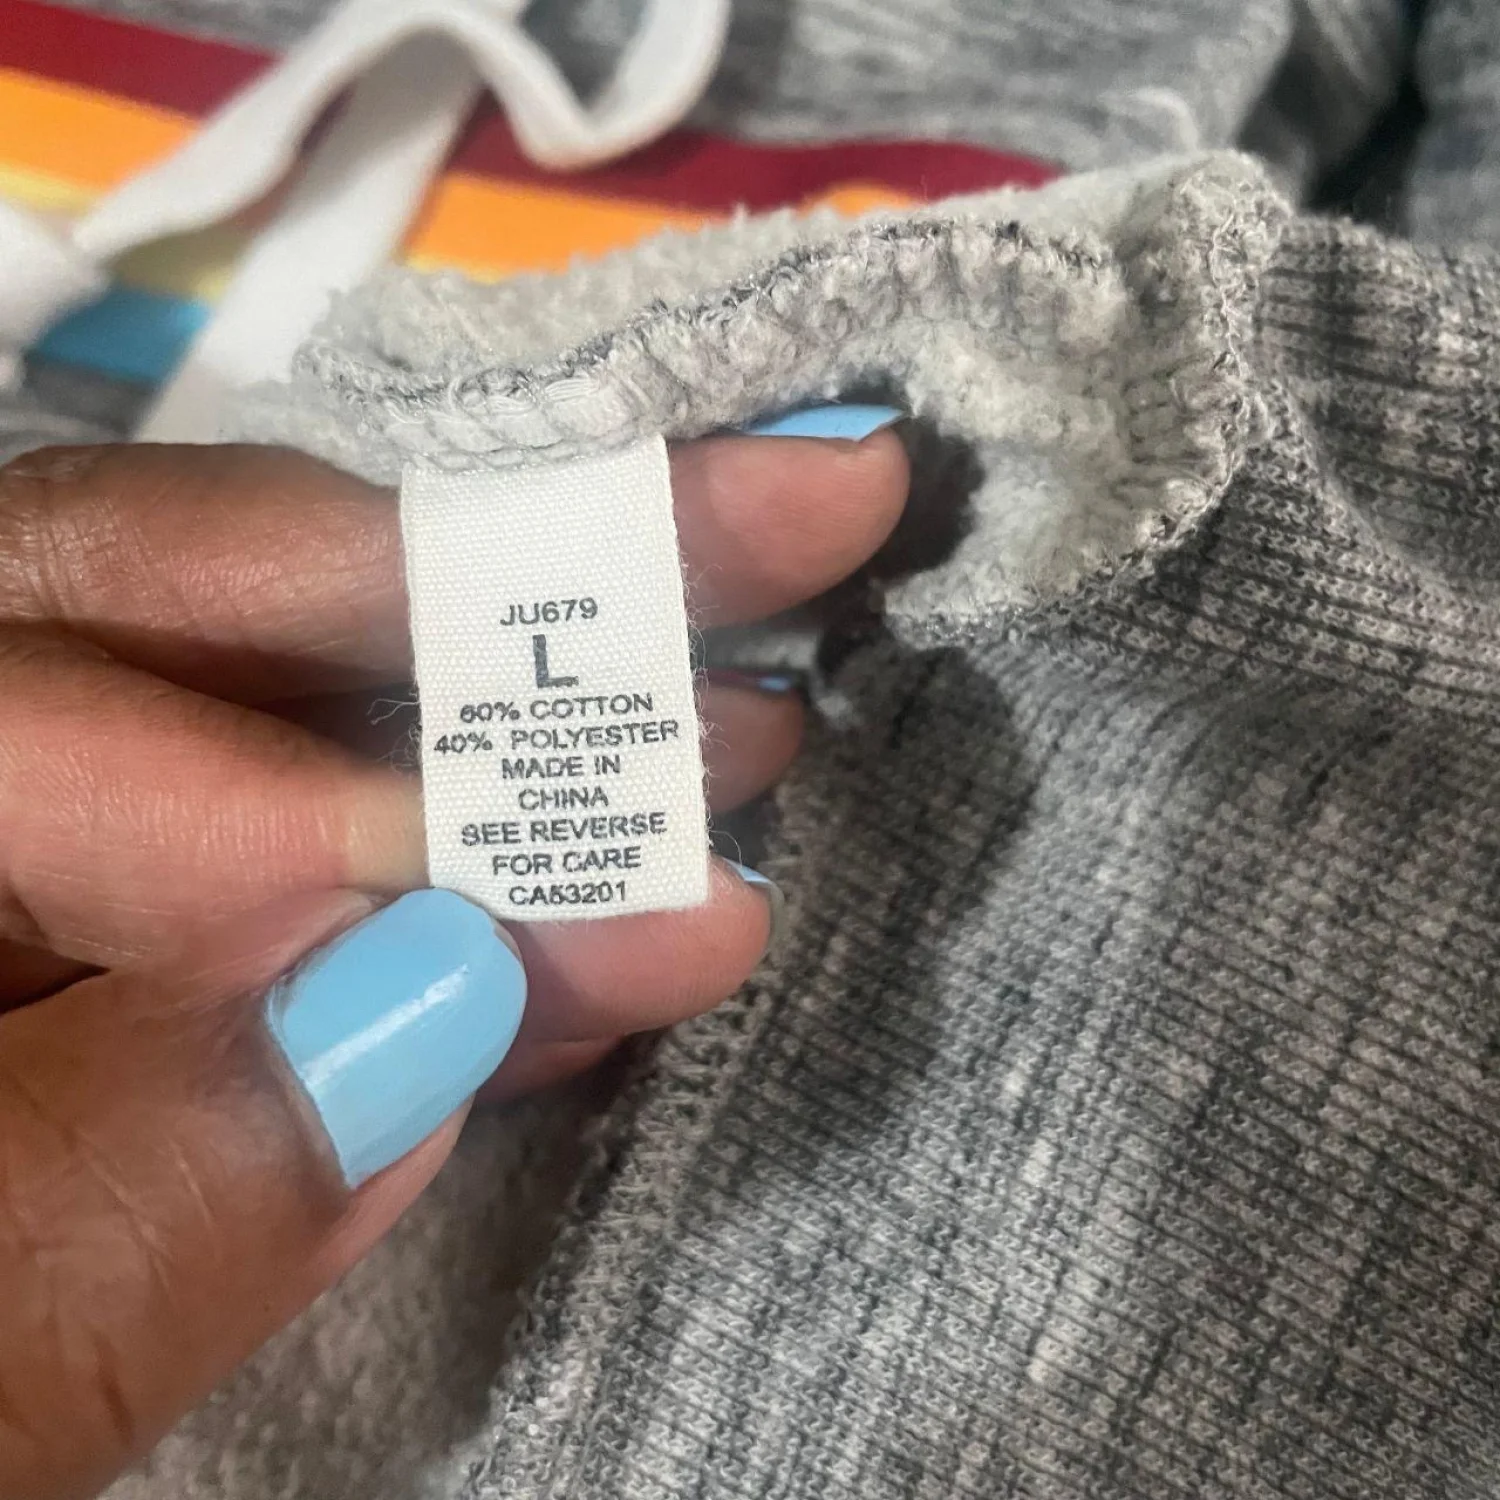 JU679
L
60% COTTON
40% POLYESTER
MADE IN
CHINA
SEE REVERSE
FOR CARE
CA53201